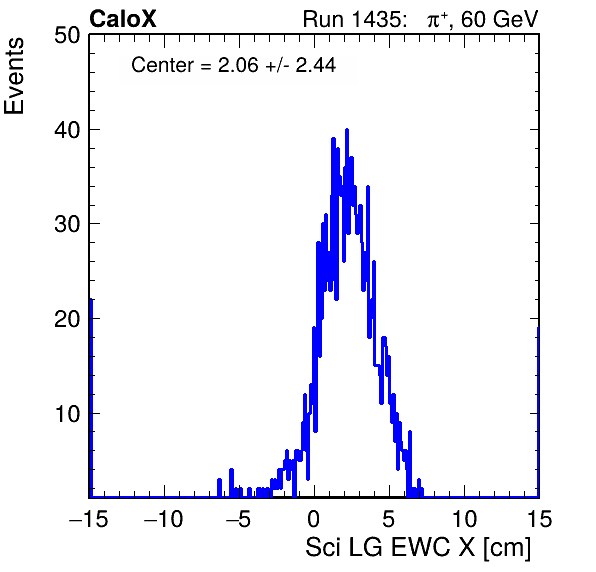 CaloX Run 1435: π⁺, 60 GeV
Events
Center = 2.06 +/- 2.44
50
40
30
20
10
−15 −10 −5 0 5 10 15
Sci LG EWC X [cm]